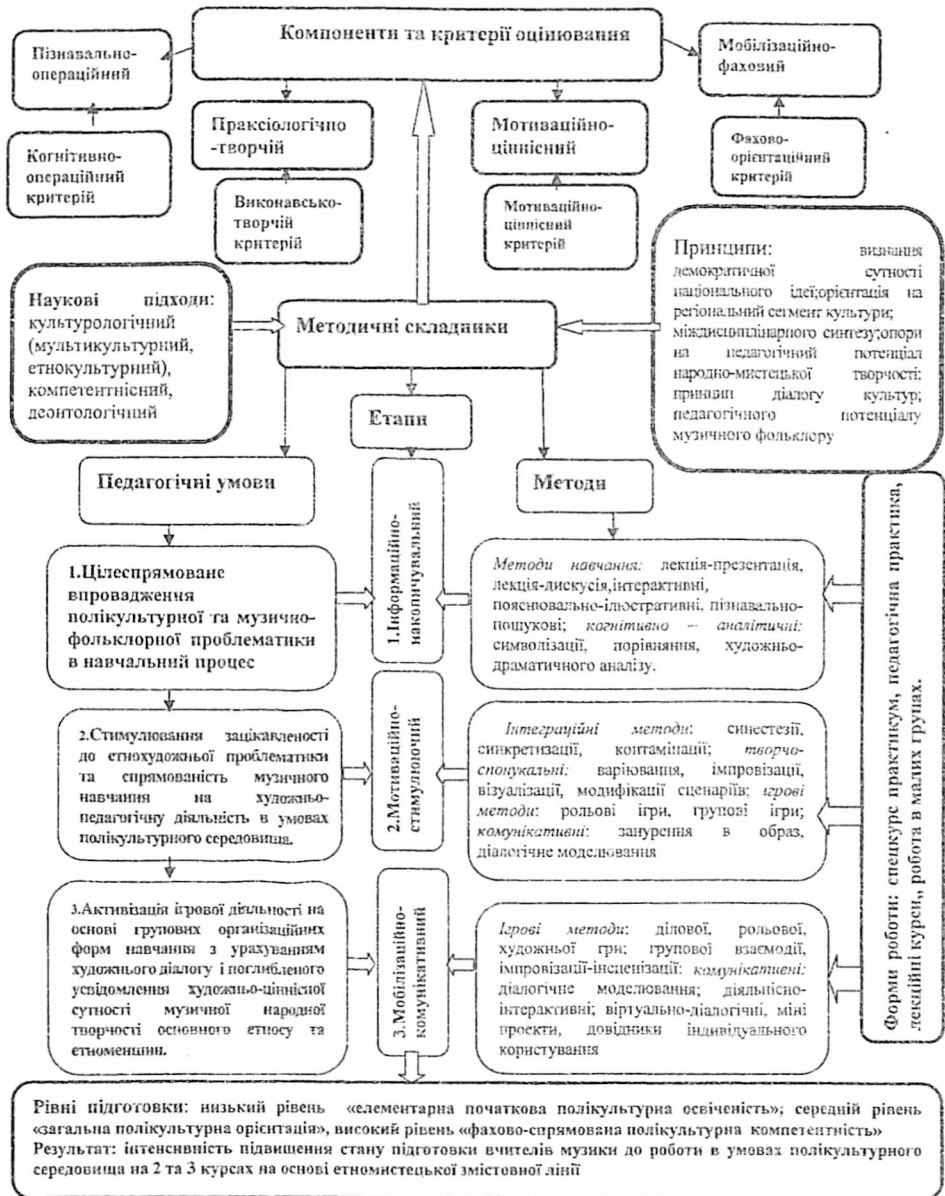 Компоненти та критерії оцінювання
Пізнавально-
операційний
Мобілізаційно-
фаховий
Праксіологічно
-творчій
Мотиваційно-
ціннісний
Когнітивно-
операційний
критерій
Виконавсько-
творчій
критерій
Мотиваційно-
ціннісний
критерій
Фахово-
орієнтаційний
критерій
Наукові підходи:
культурологічний
(мультикультурний,
етнокультурний),
компетентнісний,
деонтологічний
Методичні складники
Принципи: визнання
демократичної сутності
національного ідеї;орієнтація на
регіональний сегмент культури;
міждисциплінарного синтезу;опори
на педагогічний потенціал
народно-мистецької творчості;
принцип діалогу культур;
педагогічного потенціалу
музичного фольклору
Етапи
Педагогічні умови
Методи
1.Цілеспрямоване
впровадження
полікультурної та музично-
фольклорної проблематики
в навчальний процес
1.Інформаційно-
накопичувальний
Методи навчання: лекція-презентація,
лекція-дискусія,інтерактивні,
пояснювально-ілюстративні, пізнавально-
пошукові; когнітивно – аналітичні:
символізації, порівняння, художньо-
драматичного аналізу.
2.Стимулювання зацікавленості
до етнохудожньої проблематики
та спрямованість музичного
навчання на художньо-
педагогічну діяльність в умовах
полікультурного середовища.
2.Мотиваційно-
стимулюючий
Інтеграційні методи: синестезії,
синкретизації, контамінації; творчо-
спонукальні: варіювання, імпровізації,
візуалізації, модифікації сценаріїв; ігрові
методи: рольові ігри, групові ігри;
комунікативні: занурення в образ,
діалогічне моделювання
3.Активізація ігрової діяльності на
основі групових організаційних
форм навчання з урахуванням
художнього діалогу і поглибленого
усвідомлення художньо-ціннісної
сутності музичної народної
творчості основного етносу та
етноменшин.
3.Мобілізаційно-
комунікативний
Ігрові методи: ділової, рольової,
художньої гри; групової взаємодії,
імпровізації-інсценізації: комунікативні:
діалогічне моделювання; діяльнісно-
інтерактивні; віртуально-діалогічні, міні
проекти, довідники індивідуального
користування
Форми роботи: спецкурс практикум, педагогічна практика,
лекційні курси,, робота в малих групах.
Рівні підготовки: низький рівень «елементарна початкова полікультурна освіченість»; середній рівень
«загальна полікультурна орієнтація», високий рівень «фахово-спрямована полікультурна компетентність»
Результат: інтенсивність підвищення стану підготовки вчителів музики до роботи в умовах полікультурного
середовища на 2 та 3 курсах на основі етномистецької змістовної лінії